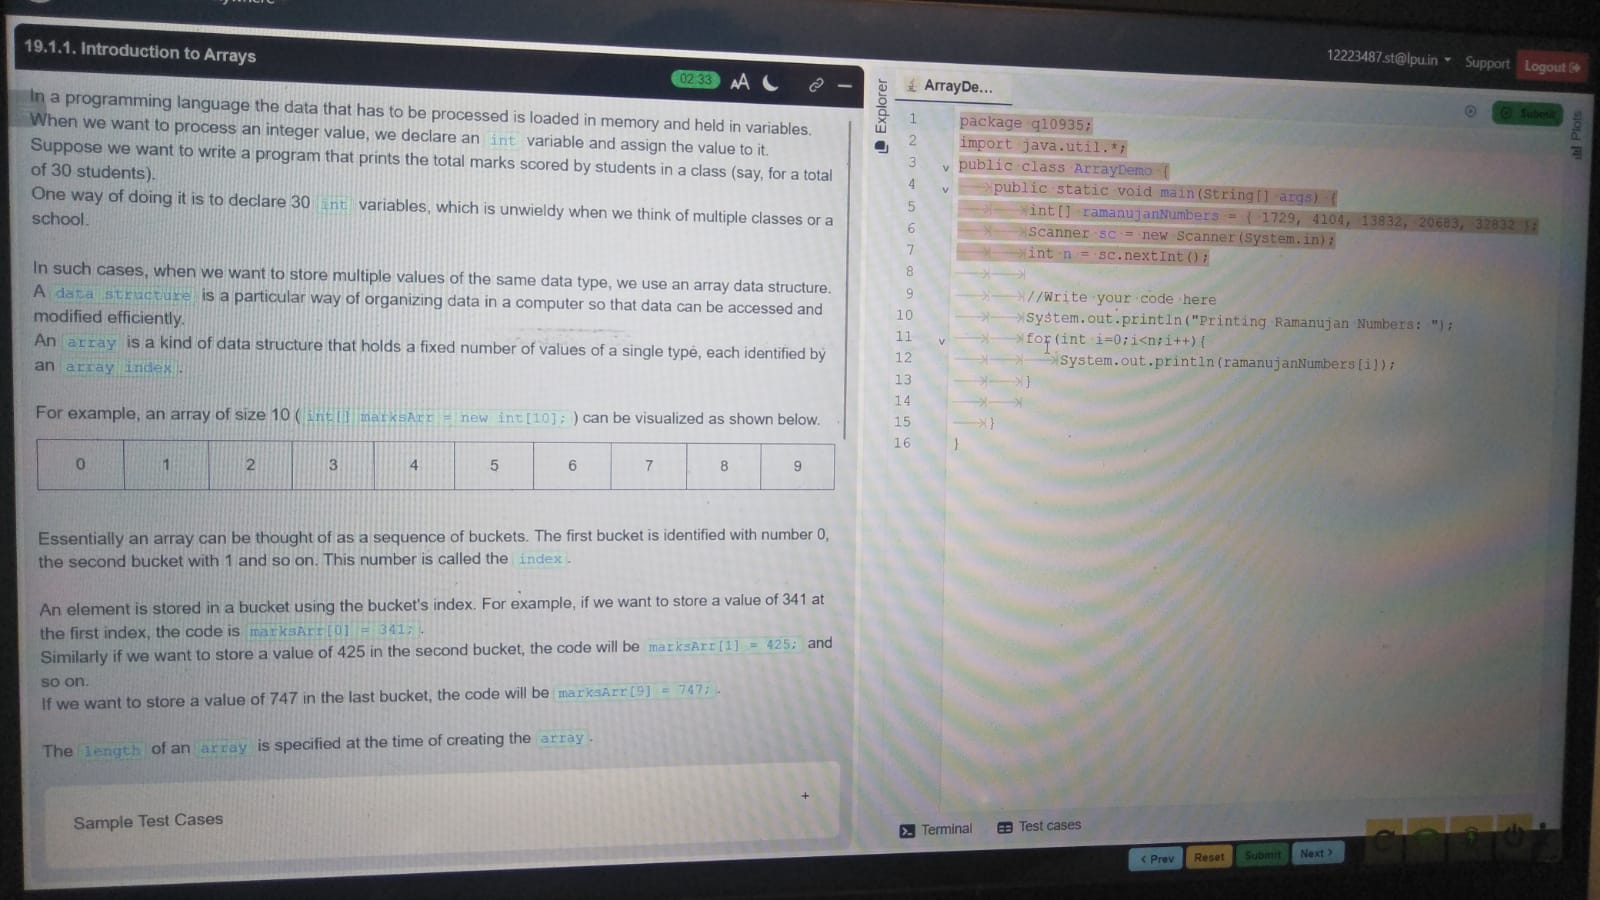 19.1.1. Introduction to Arrays
02:33
AA
12223487.st@lpu.in
Support
Logout
In a programming language the data that has to be processed is loaded in memory and held in variables.
When we want to process an integer value, we declare an int variable and assign the value to it.
Suppose we want to write a program that prints the total marks scored by students in a class (say, for a total
of 30 students).
One way of doing it is to declare 30 int variables, which is unwieldy when we think of multiple classes or a
school.
In such cases, when we want to store multiple values of the same data type, we use an array data structure.
A data structure is a particular way of organizing data in a computer so that data can be accessed and
modified efficiently.
An array is a kind of data structure that holds a fixed number of values of a single type, each identified by
an array index.
For example, an array of size 10 ( int[] marksArr = new int[10]; ) can be visualized as shown below.
0 1 2 3 4 5 6 7 8 9
Essentially an array can be thought of as a sequence of buckets. The first bucket is identified with number 0,
the second bucket with 1 and so on. This number is called the index.
An element is stored in a bucket using the bucket's index. For example, if we want to store a value of 341 at
the first index, the code is marksArr[0] = 341;.
Similarly if we want to store a value of 425 in the second bucket, the code will be marksArr[1] = 425; and
so on.
If we want to store a value of 747 in the last bucket, the code will be marksArr[9] = 747;.
The length of an array is specified at the time of creating the array.
Sample Test Cases
+
Explorer
ArrayDe...
Submit
Plots
1 package q10935;
2 import java.util.*;
3 public class ArrayDemo {
4 public static void main(String[] args) {
5 int[] ramanujanNumbers = { 1729, 4104, 13832, 20683, 32832 };
6 Scanner sc = new Scanner(System.in);
7 int n = sc.nextInt();
8
9 //Write your code here
10 System.out.println("Printing Ramanujan Numbers: ");
11 for(int i=0;i<n;i++){
12 System.out.println(ramanujanNumbers[i]);
13 }
14
15 }
16 }
Terminal
Test cases
< Prev
Reset
Submit
Next >